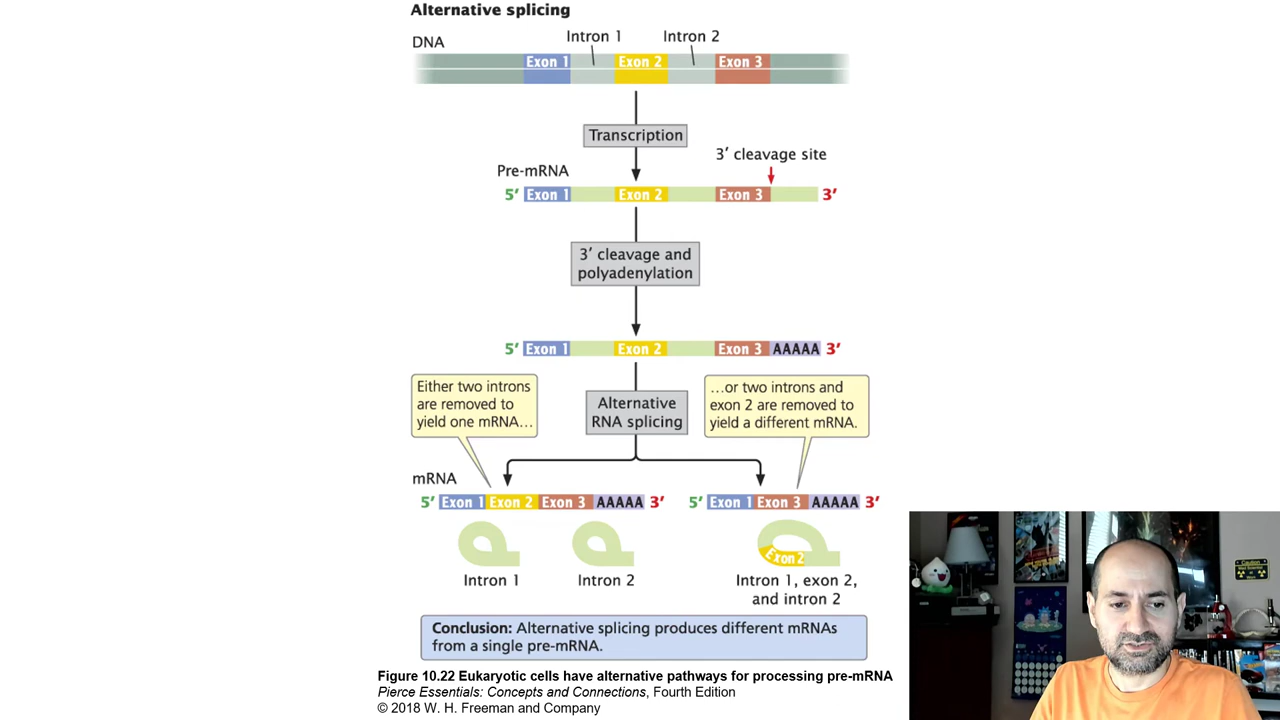 Alternative splicing
DNA
Intron 1
Intron 2
Exon 1
Exon 2
Exon 3
Transcription
3′ cleavage site
Pre-mRNA
5′ Exon 1 Exon 2 Exon 3 3′
3′ cleavage and
polyadenylation
5′ Exon 1 Exon 2 Exon 3 AAAAA 3′
Either two introns
are removed to
yield one mRNA…
Alternative
RNA splicing
…or two introns and
exon 2 are removed to
yield a different mRNA.
mRNA
5′ Exon 1 Exon 2 Exon 3 AAAAA 3′
5′ Exon 1 Exon 3 AAAAA 3′
Intron 1
Intron 2
Exon 2
Intron 1, exon 2,
and intron 2
Conclusion: Alternative splicing produces different mRNAs
from a single pre-mRNA.
Figure 10.22 Eukaryotic cells have alternative pathways for processing pre-mRNA
Pierce Essentials: Concepts and Connections, Fourth Edition
© 2018 W. H. Freeman and Company
Caution